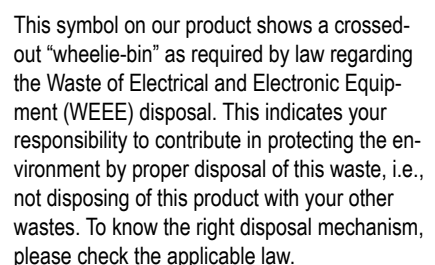 This symbol on our product shows a crossed-
out “wheelie-bin” as required by law regarding
the Waste of Electrical and Electronic Equip-
ment (WEEE) disposal. This indicates your
responsibility to contribute in protecting the en-
vironment by proper disposal of this waste, i.e.,
not disposing of this product with your other
wastes. To know the right disposal mechanism,
please check the applicable law.